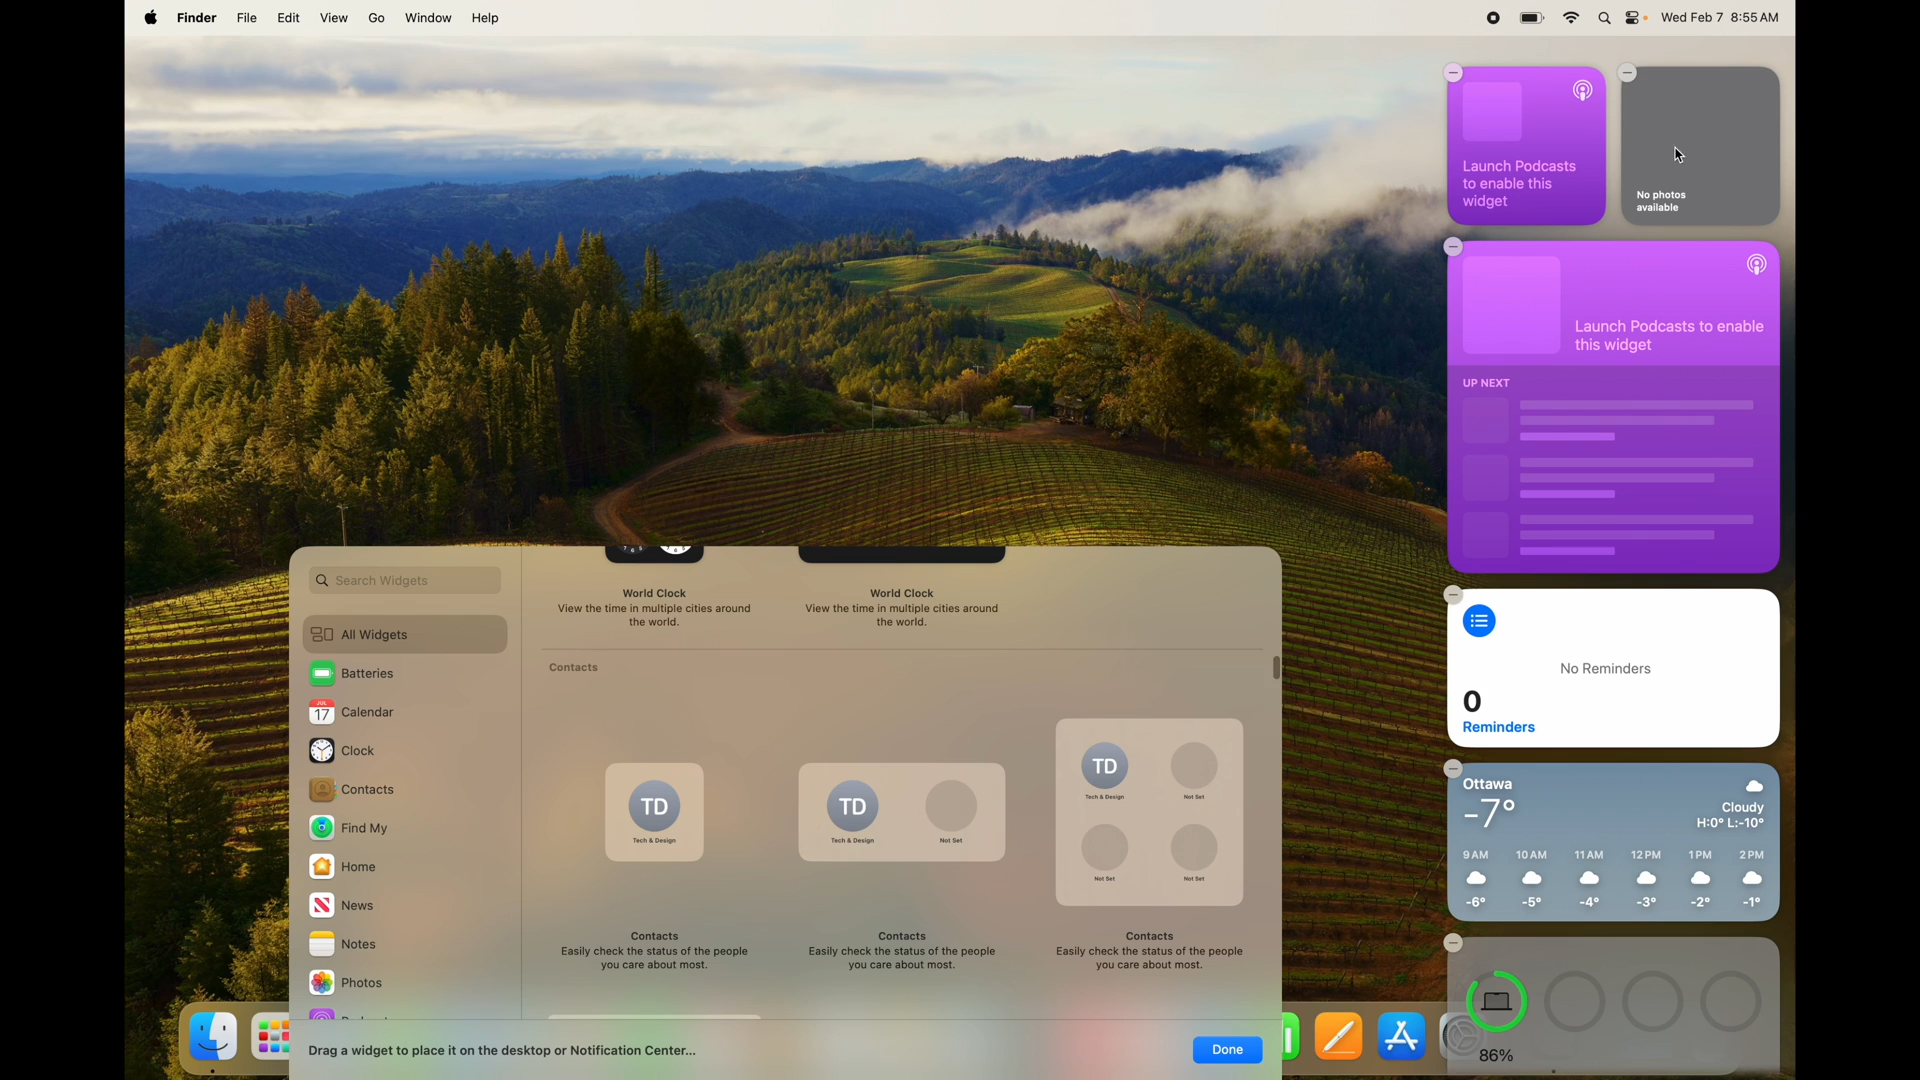 Finder File Edit View Go Window Help
Wed Feb 7 8:55 AM
Launch Podcasts
to enable this
widget
No photos
available
Launch Podcasts to enable
this widget
UP NEXT
No Reminders
0
Reminders
Ottawa
-7°
Cloudy
H:0° L:-10°
9AM 10AM 11AM 12PM 1PM 2PM
-6° -5° -4° -3° -2° -1°
86%
Search Widgets
All Widgets
Batteries
JUL
17
Calendar
Clock
Contacts
Find My
Home
News
Notes
Photos
World Clock
View the time in multiple cities around
the world.
World Clock
View the time in multiple cities around
the world.
Contacts
TD
Tech & Design
TD
Tech & Design
Not Set
TD
Tech & Design
Not Set
Not Set
Not Set
Contacts
Easily check the status of the people
you care about most.
Contacts
Easily check the status of the people
you care about most.
Contacts
Easily check the status of the people
you care about most.
Drag a widget to place it on the desktop or Notification Center...
Done